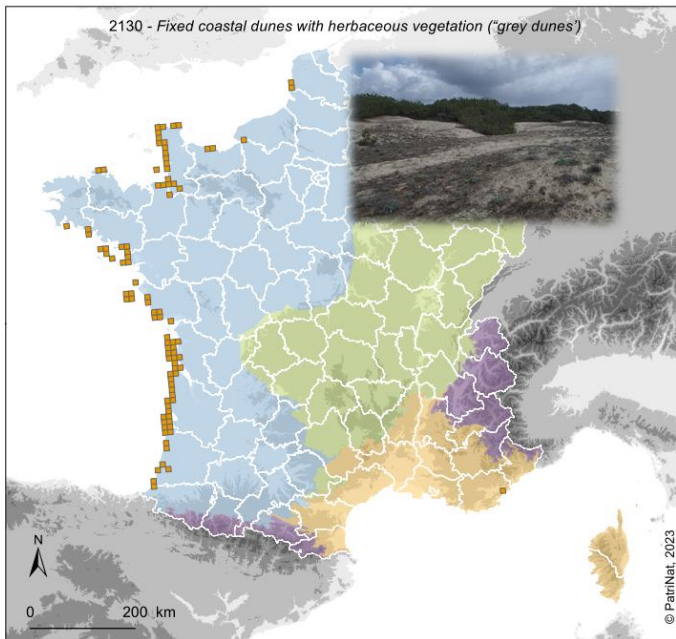 2130 - Fixed coastal dunes with herbaceous vegetation (“grey dunes’)
N
0 200 km
© PatriNat, 2023